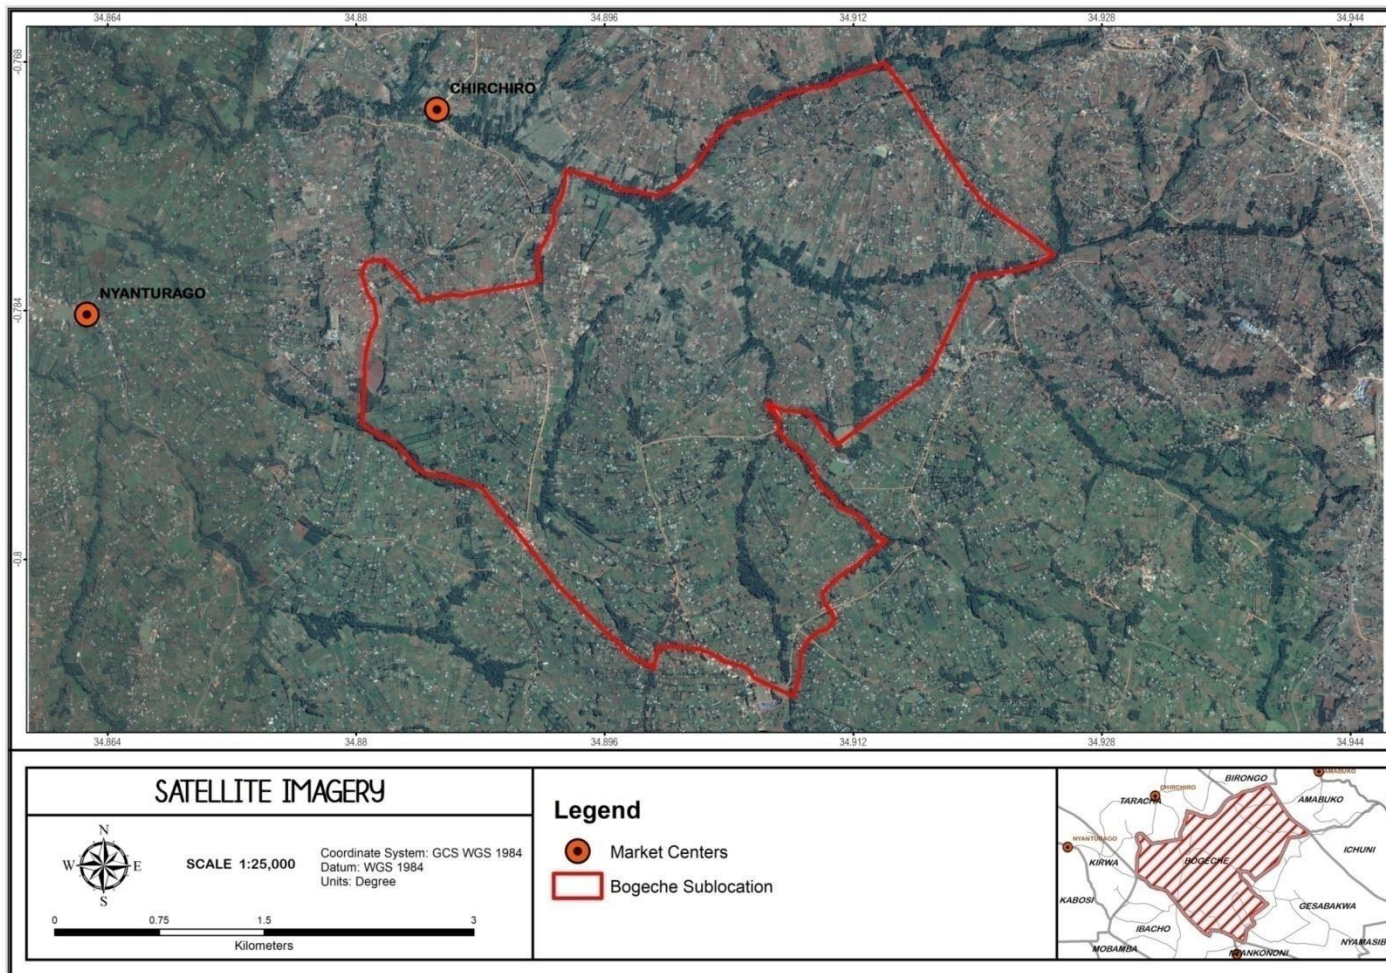 34.864 34.88 34.896 34.912 34.928 34.944
-0.768
CHIRCHIRO
NYANTURAGO
-0.784
-0.8
34.864 34.88 34.896 34.912 34.928 34.944
SATELLITE IMAGERY
N
W E
S
SCALE 1:25,000
Coordinate System: GCS WGS 1984
Datum: WGS 1984
Units: Degree
0 0.75 1.5 3
Kilometers
Legend
Market Centers
Bogeche Sublocation
AMABUKO
BIRONGO
CHIRCHIRO
TARACHA
AMABUKO
NYANTURAGO
ICHUNI
KIRWA
BOGECHE
KABOSI
GESABAKWA
IBACHO
NYAMASIB
MOBAMBA
NYANKONONI